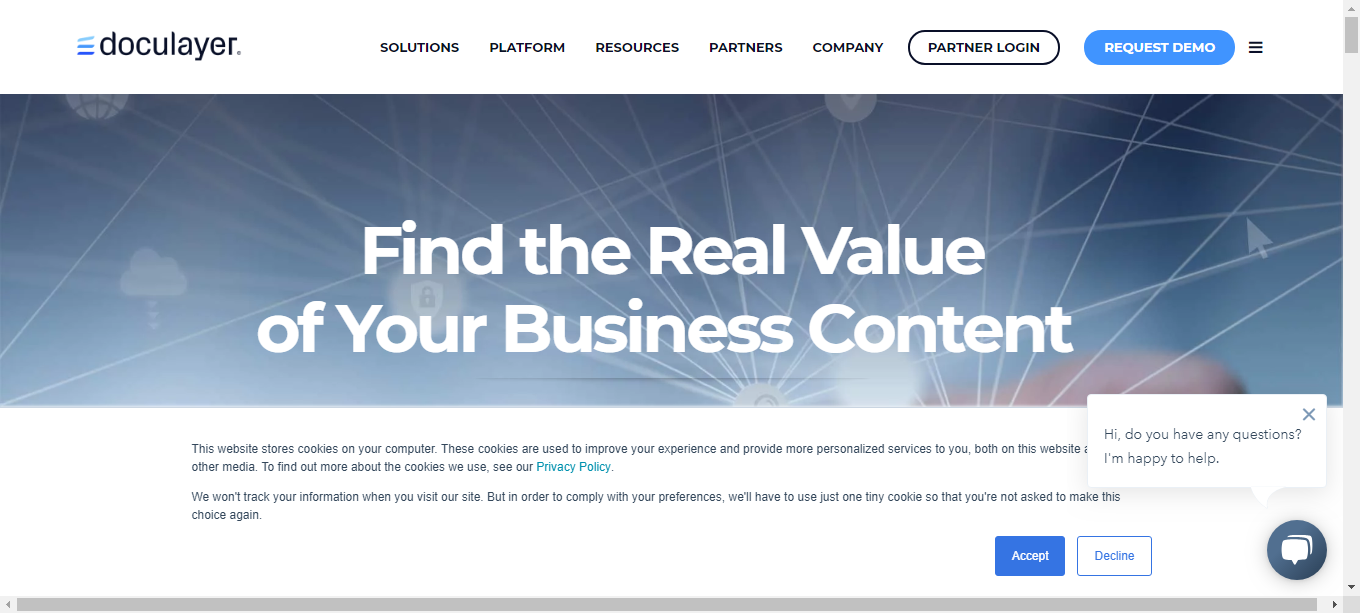 doculayer.
SOLUTIONS PLATFORM RESOURCES PARTNERS COMPANY PARTNER LOGIN REQUEST DEMO
Find the Real Value
of Your Business Content
Hi, do you have any questions?
I'm happy to help.
This website stores cookies on your computer. These cookies are used to improve your experience and provide more personalized services to you, both on this website
other media. To find out more about the cookies we use, see our Privacy Policy.
We won't track your information when you visit our site. But in order to comply with your preferences, we'll have to use just one tiny cookie so that you're not asked to make this
choice again.
Accept Decline